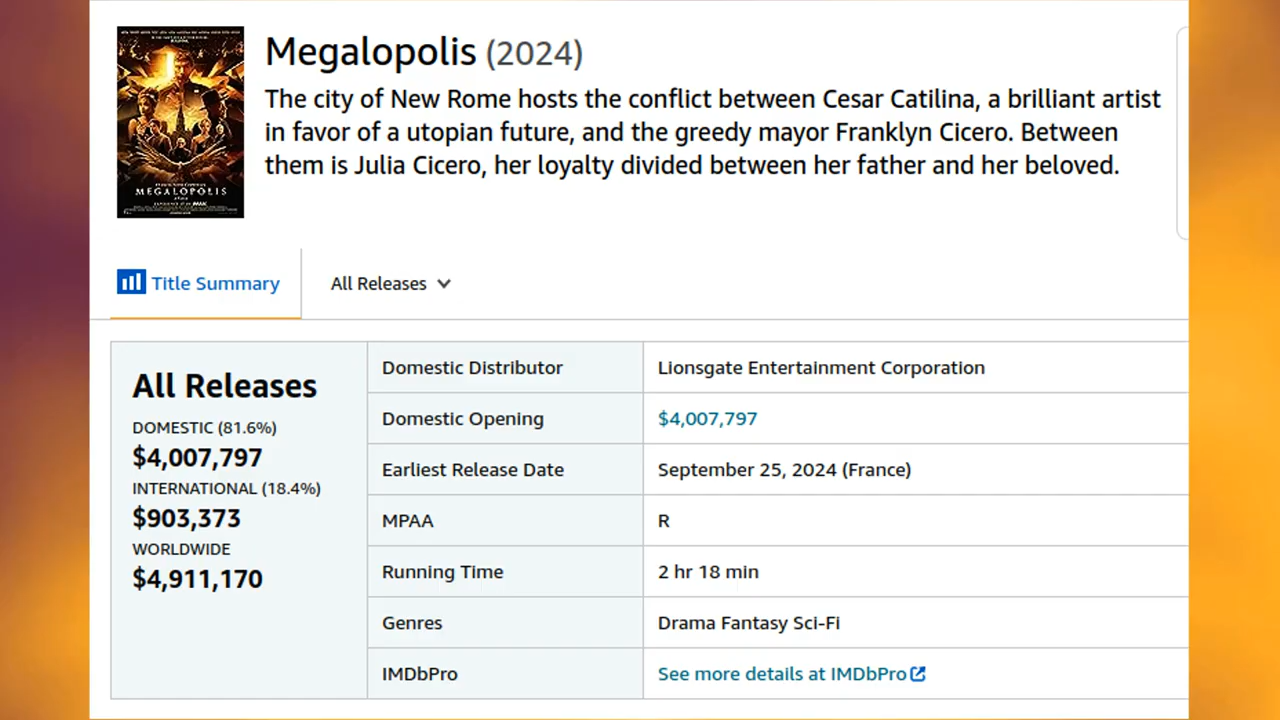 Megalopolis (2024)
The city of New Rome hosts the conflict between Cesar Catilina, a brilliant artist
in favor of a utopian future, and the greedy mayor Franklyn Cicero. Between
them is Julia Cicero, her loyalty divided between her father and her beloved.
MEGALOPOLIS
Title Summary
All Releases
All Releases
DOMESTIC (81.6%)
$4,007,797
INTERNATIONAL (18.4%)
$903,373
WORLDWIDE
$4,911,170
Domestic Distributor Lionsgate Entertainment Corporation
Domestic Opening $4,007,797
Earliest Release Date September 25, 2024 (France)
MPAA R
Running Time 2 hr 18 min
Genres Drama Fantasy Sci-Fi
IMDbPro See more details at IMDbPro